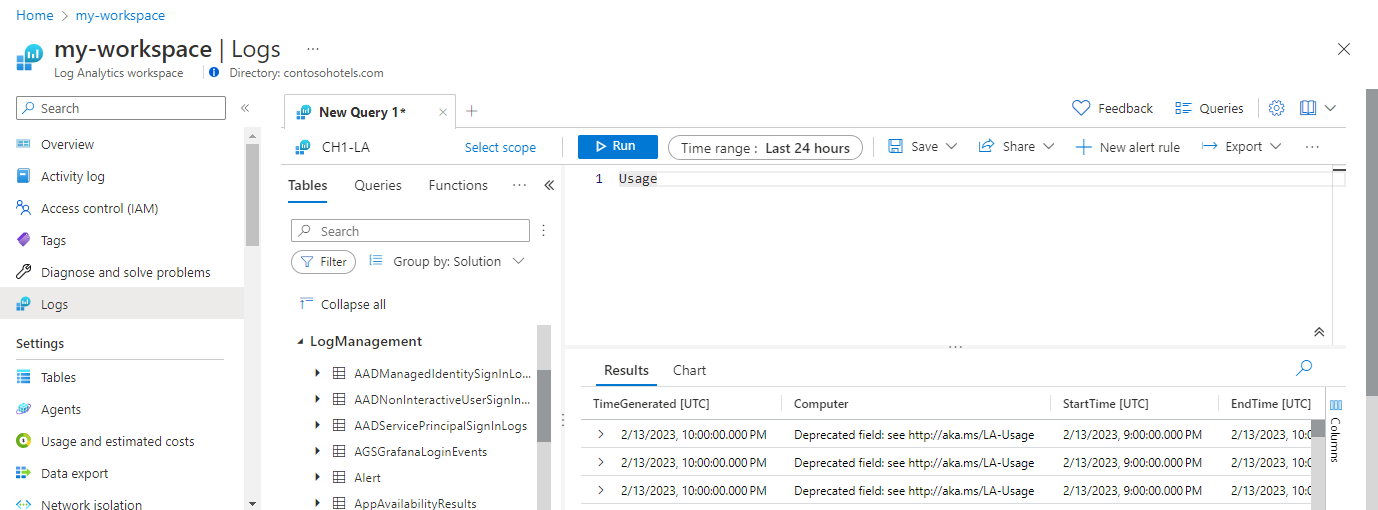 Home > my-workspace
my-workspace | Logs ...
Log Analytics workspace
Directory: contosohotels.com
Search
Overview
Activity log
Access control (IAM)
Tags
Diagnose and solve problems
Logs
Settings
Tables
Agents
Usage and estimated costs
Data export
Network isolation
New Query 1*
Feedback
Queries
CH1-LA
Select scope
Run
Time range : Last 24 hours
Save
Share
New alert rule
Export
...
Tables Queries Functions ...
Search
Filter
Group by: Solution
Collapse all
LogManagement
AADManagedIdentitySignInLo...
AADNonInteractiveUserSignIn...
AADServicePrincipalSignInLogs
AGSGrafanaLoginEvents
Alert
AppAvailabilityResults
1 Usage
Results Chart
TimeGenerated [UTC] Computer StartTime [UTC] EndTime [UTC]
2/13/2023, 10:00:00.000 PM Deprecated field: see http://aka.ms/LA-Usage 2/13/2023, 9:00:00.000 PM 2/13/2023, 10:0
2/13/2023, 10:00:00.000 PM Deprecated field: see http://aka.ms/LA-Usage 2/13/2023, 9:00:00.000 PM 2/13/2023, 10:0
2/13/2023, 10:00:00.000 PM Deprecated field: see http://aka.ms/LA-Usage 2/13/2023, 9:00:00.000 PM 2/13/2023, 10:0
Columns